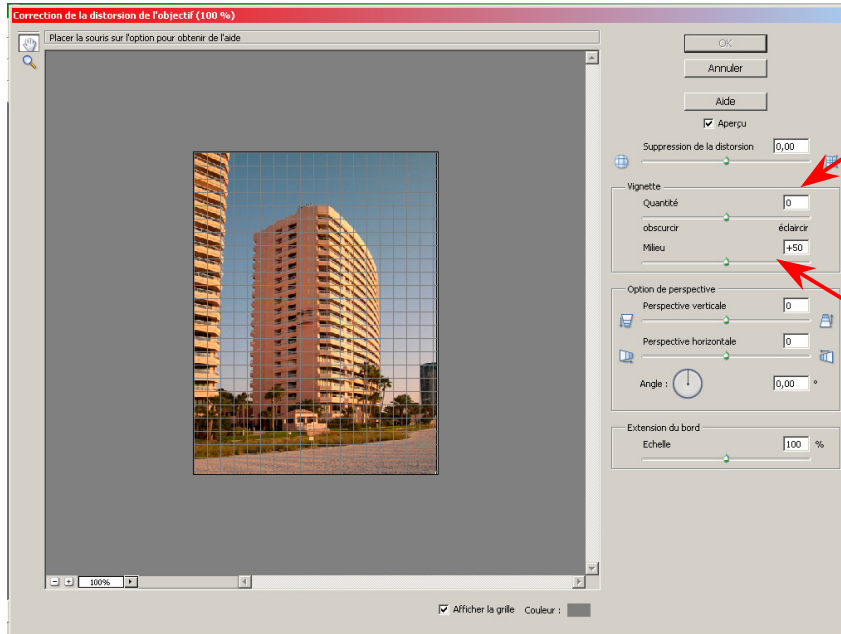 Correction de la distorsion de l'objectif (100 %)
Placer la souris sur l'option pour obtenir de l'aide
OK
Annuler
Aide
Aperçu
Suppression de la distorsion 0,00
Vignette
Quantité 0
obscurcir éclaircir
Milieu +50
Option de perspective
Perspective verticale 0
Perspective horizontale 0
Angle : 0,00 °
Extension du bord
Echelle 100 %
100%
Afficher la grille Couleur :